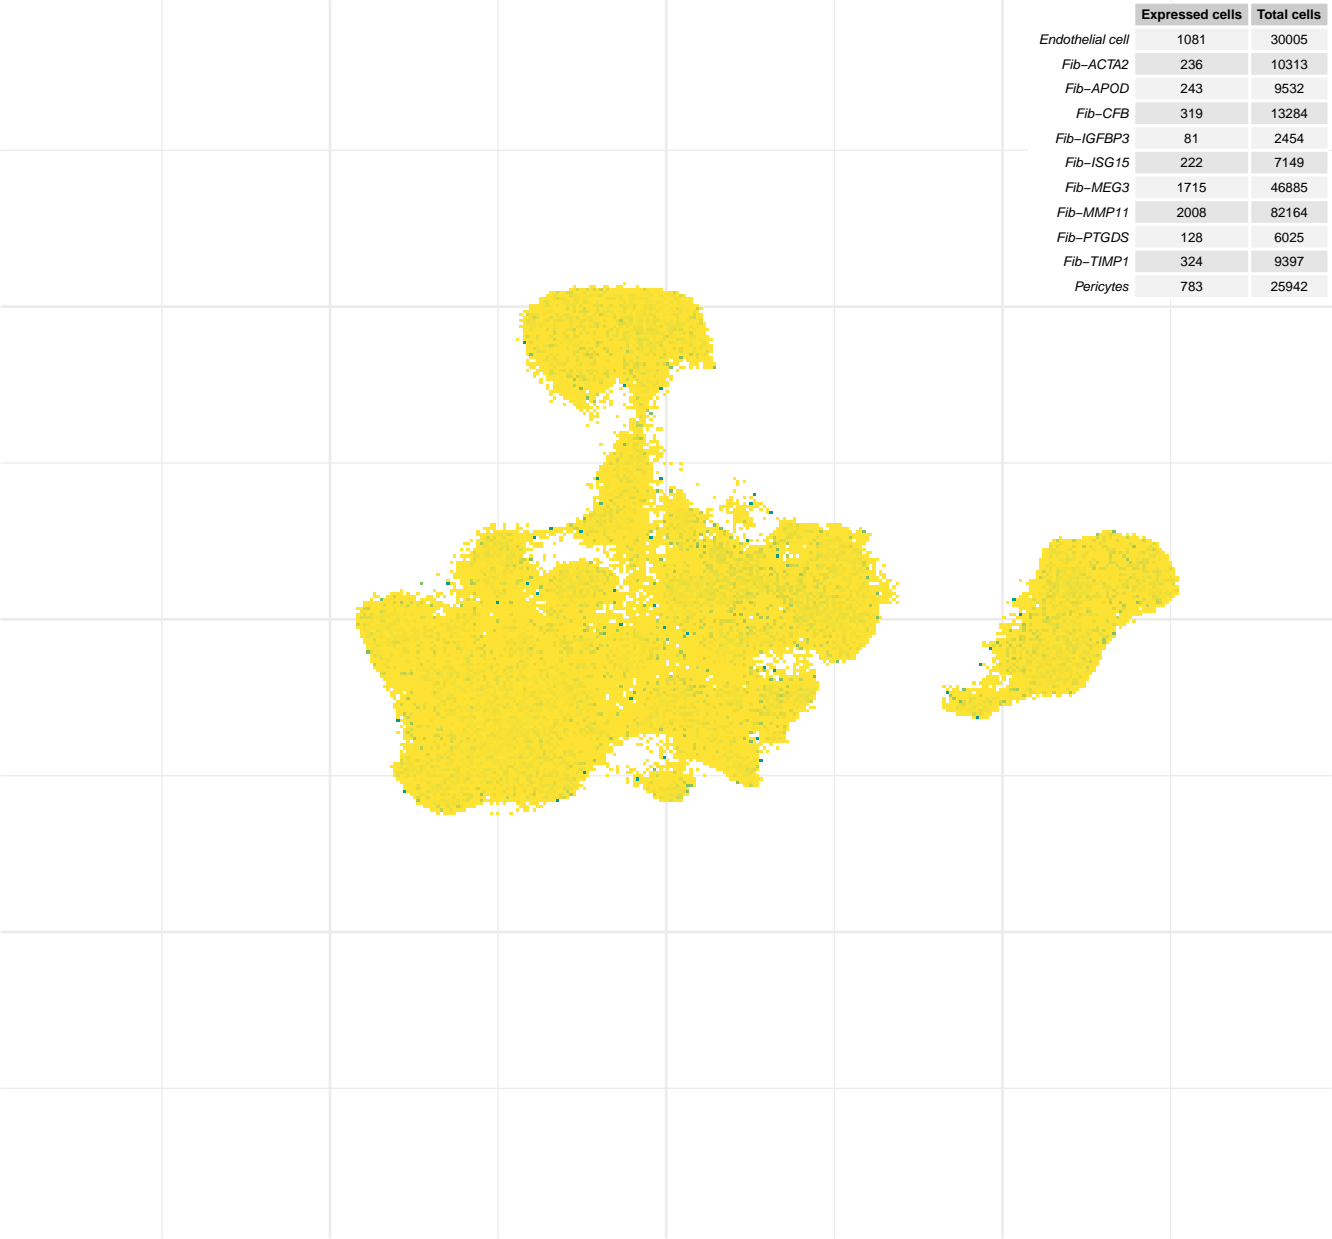 Expressed cells Total cells
Endothelial cell 1081 30005
Fib−ACTA2 236 10313
Fib−APOD 243 9532
Fib−CFB 319 13284
Fib−IGFBP3 81 2454
Fib−ISG15 222 7149
Fib−MEG3 1715 46885
Fib−MMP11 2008 82164
Fib−PTGDS 128 6025
Fib−TIMP1 324 9397
Pericytes 783 25942